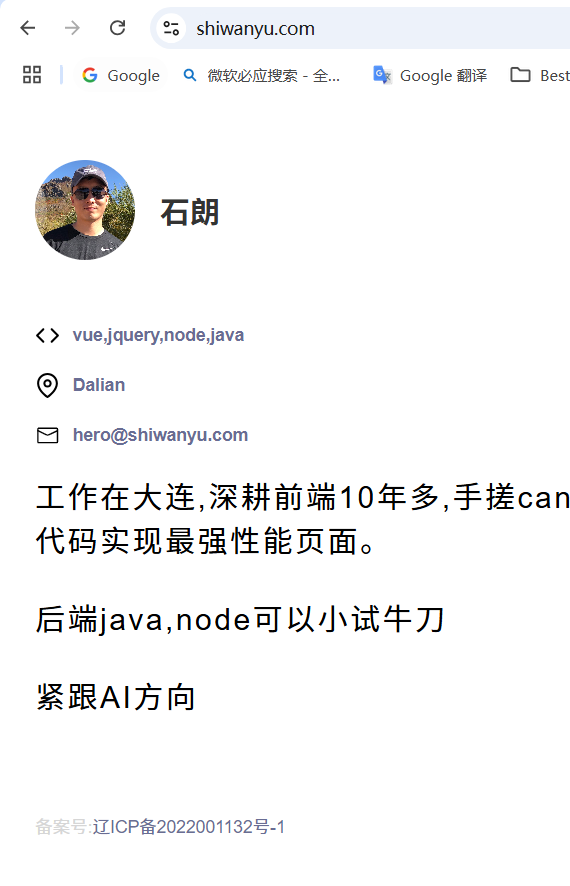 shiwanyu.com
Google
微软必应搜索 - 全...
Google 翻译
Best
石朗
vue,jquery,node,java
Dalian
hero@shiwanyu.com
工作在大连,深耕前端10年多,手搓can
代码实现最强性能页面。
后端java,node可以小试牛刀
紧跟AI方向
备案号:辽ICP备2022001132号-1